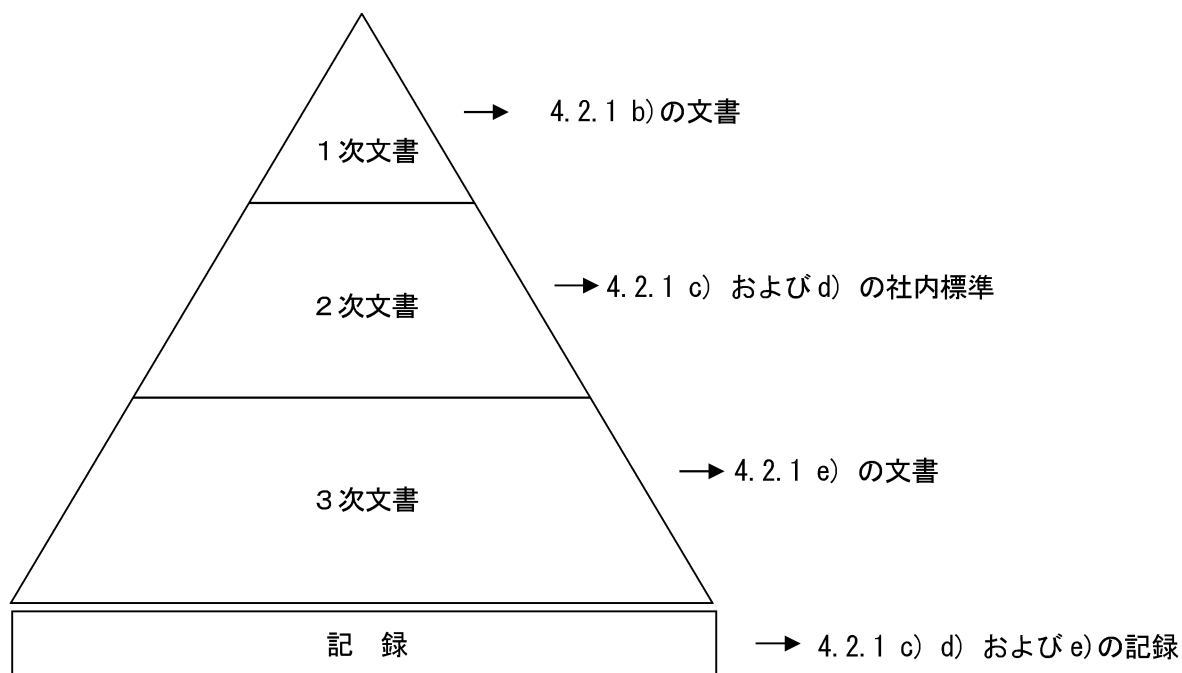 4.2.1 b)の文書
１次文書
4.2.1 c) およびd) の社内標準
２次文書
4.2.1 e) の文書
３次文書
記　録
4.2.1 c) d) およびe)の記録